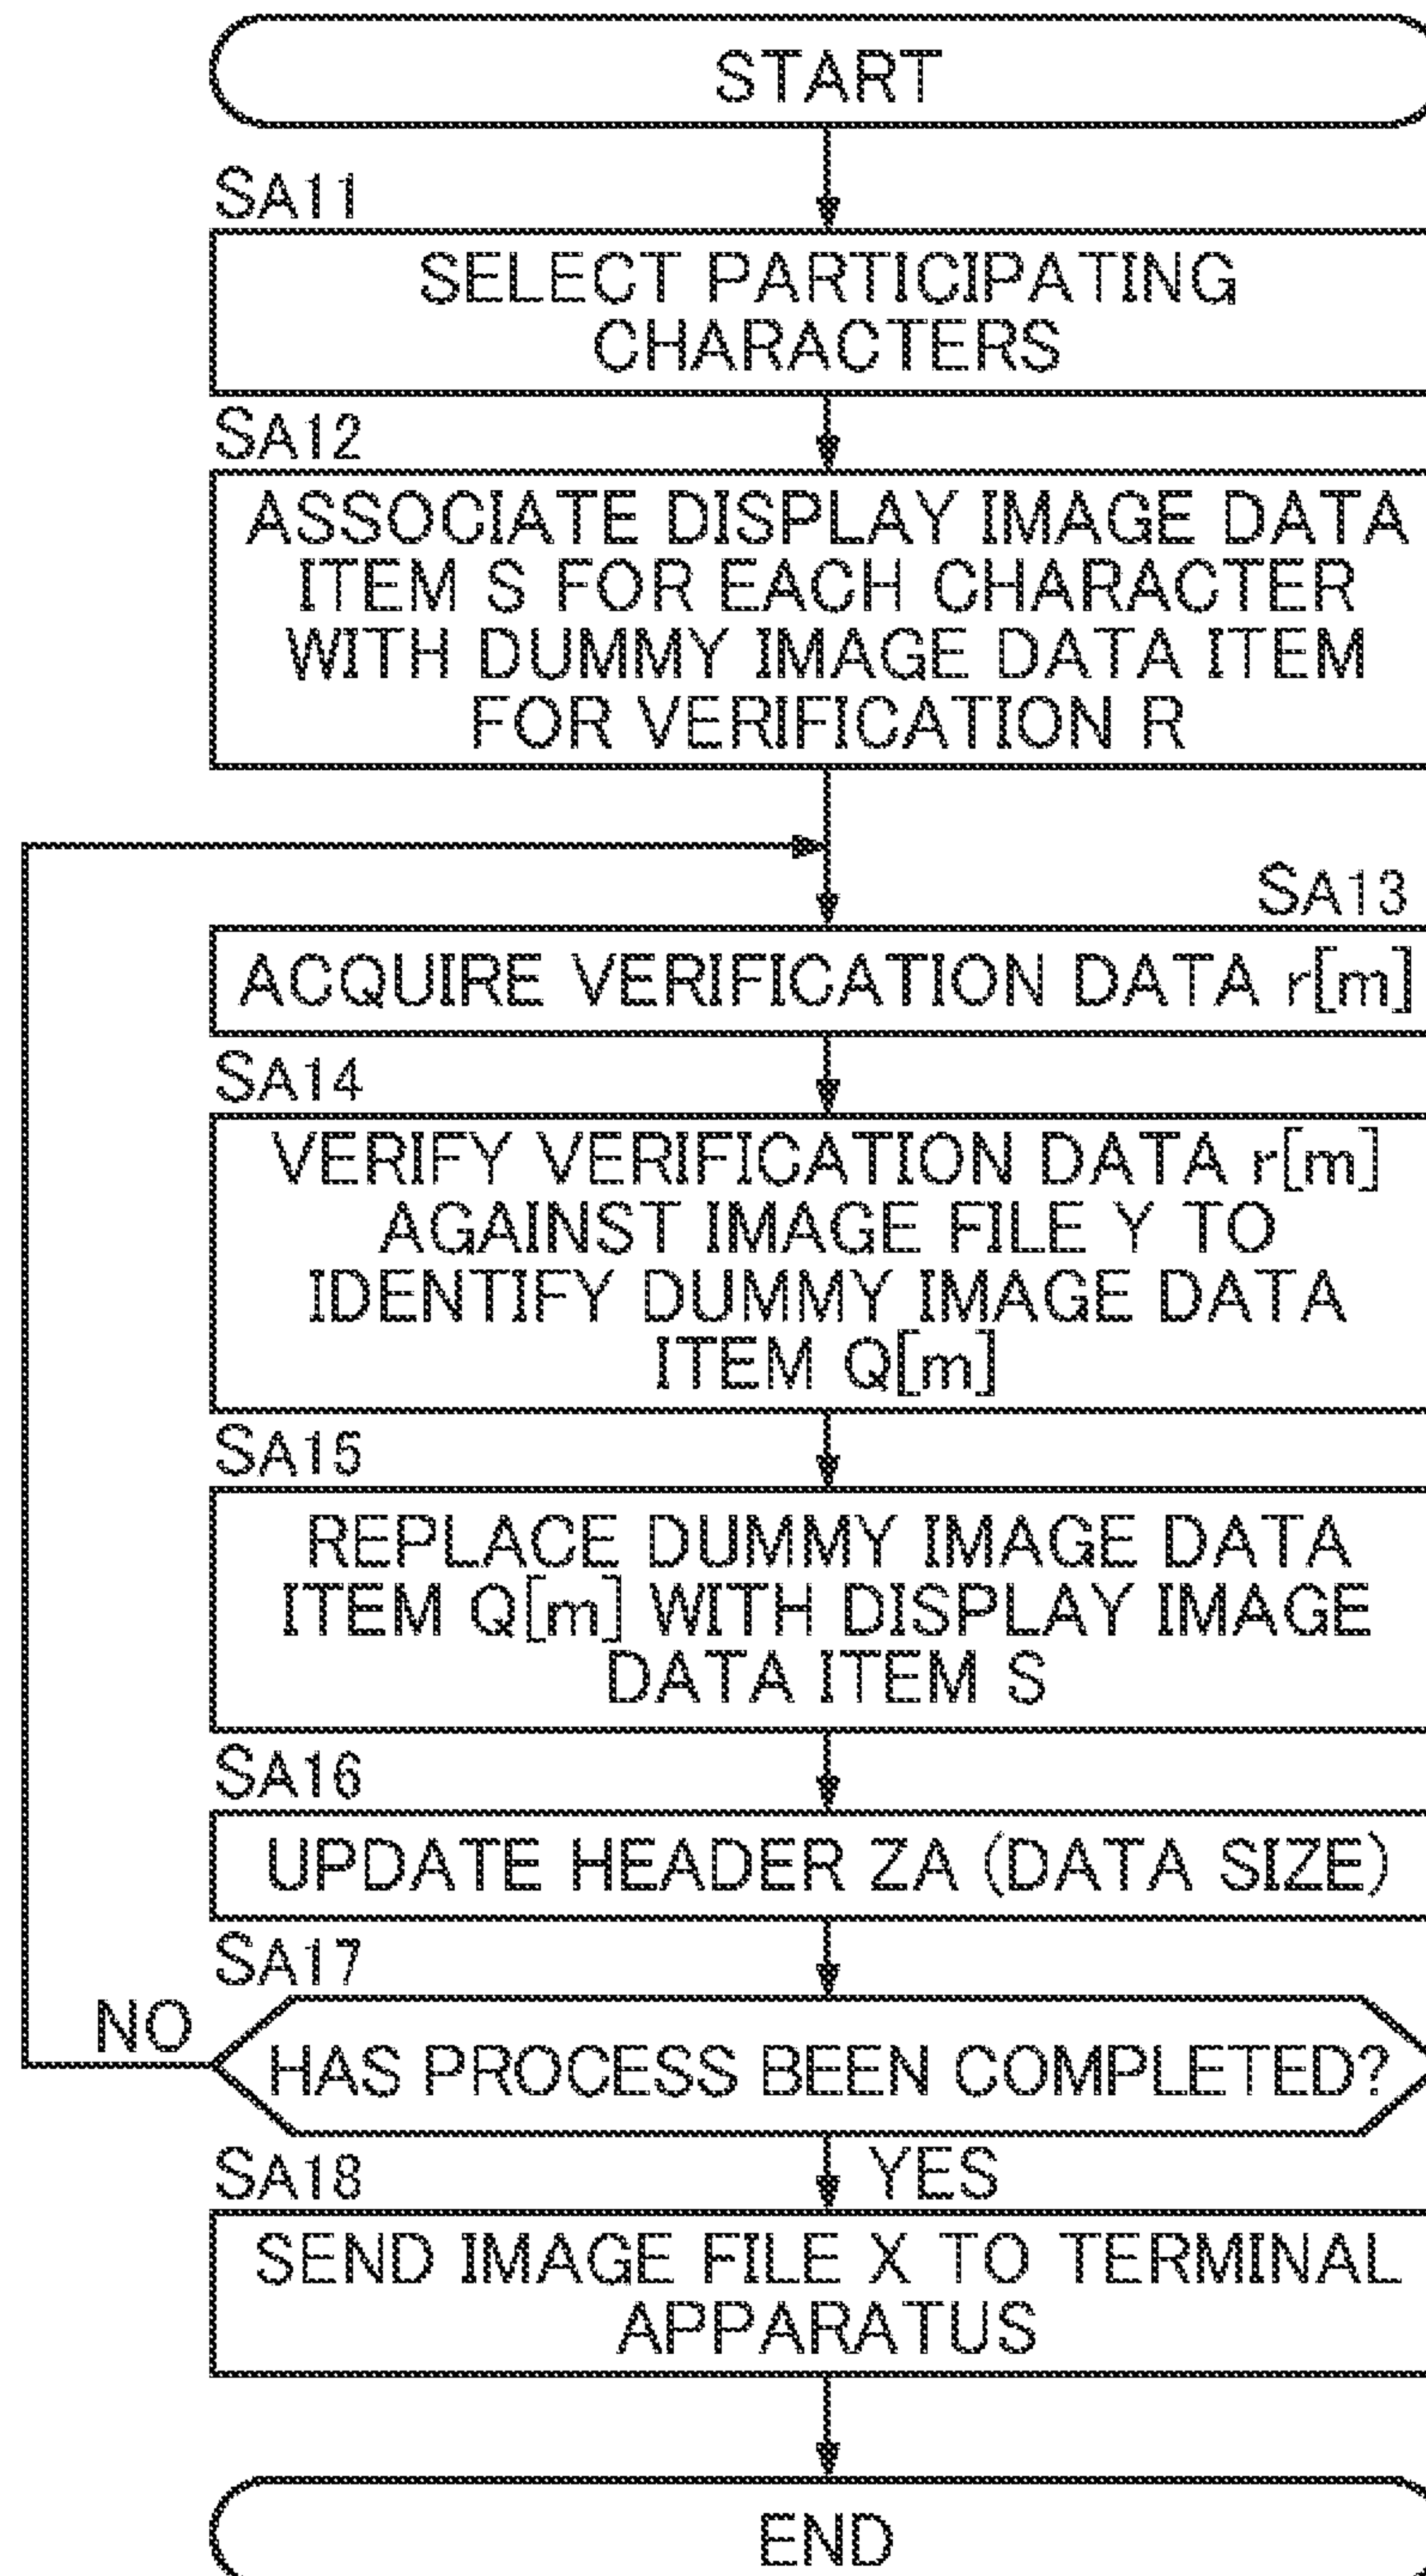 START
SA11
SELECT PARTICIPATING
CHARACTERS
SA12
ASSOCIATE DISPLAY IMAGE DATA
ITEM S FOR EACH CHARACTER
WITH DUMMY IMAGE DATA ITEM
FOR VERIFICATION R
SA13
ACQUIRE VERIFICATION DATA r[m]
SA14
VERIFY VERIFICATION DATA r[m]
AGAINST IMAGE FILE Y TO
IDENTIFY DUMMY IMAGE DATA
ITEM Q[m]
SA15
REPLACE DUMMY IMAGE DATA
ITEM Q[m] WITH DISPLAY IMAGE
DATA ITEM S
SA16
UPDATE HEADER ZA (DATA SIZE)
SA17
NO
HAS PROCESS BEEN COMPLETED?
YES
SA18
SEND IMAGE FILE X TO TERMINAL
APPARATUS
END